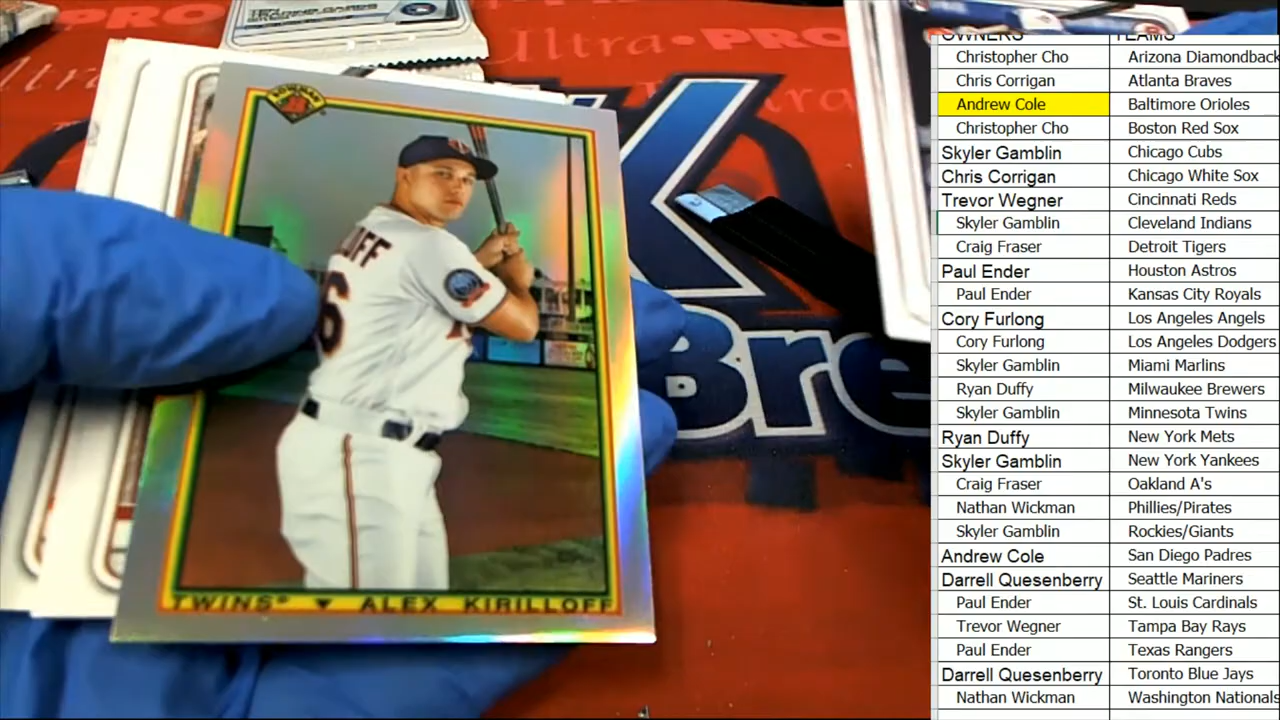 Ultra•PRO
BOWMAN
LOFF
6
TWINS® ALEX KIRILLOFF
K
Bre
OWNERS TEAMS
Christopher Cho Arizona Diamondback
Chris Corrigan Atlanta Braves
Andrew Cole Baltimore Orioles
Christopher Cho Boston Red Sox
Skyler Gamblin Chicago Cubs
Chris Corrigan Chicago White Sox
Trevor Wegner Cincinnati Reds
Skyler Gamblin Cleveland Indians
Craig Fraser Detroit Tigers
Paul Ender Houston Astros
Paul Ender Kansas City Royals
Cory Furlong Los Angeles Angels
Cory Furlong Los Angeles Dodgers
Skyler Gamblin Miami Marlins
Ryan Duffy Milwaukee Brewers
Skyler Gamblin Minnesota Twins
Ryan Duffy New York Mets
Skyler Gamblin New York Yankees
Craig Fraser Oakland A's
Nathan Wickman Phillies/Pirates
Skyler Gamblin Rockies/Giants
Andrew Cole San Diego Padres
Darrell Quesenberry Seattle Mariners
Paul Ender St. Louis Cardinals
Trevor Wegner Tampa Bay Rays
Paul Ender Texas Rangers
Darrell Quesenberry Toronto Blue Jays
Nathan Wickman Washington Nationals